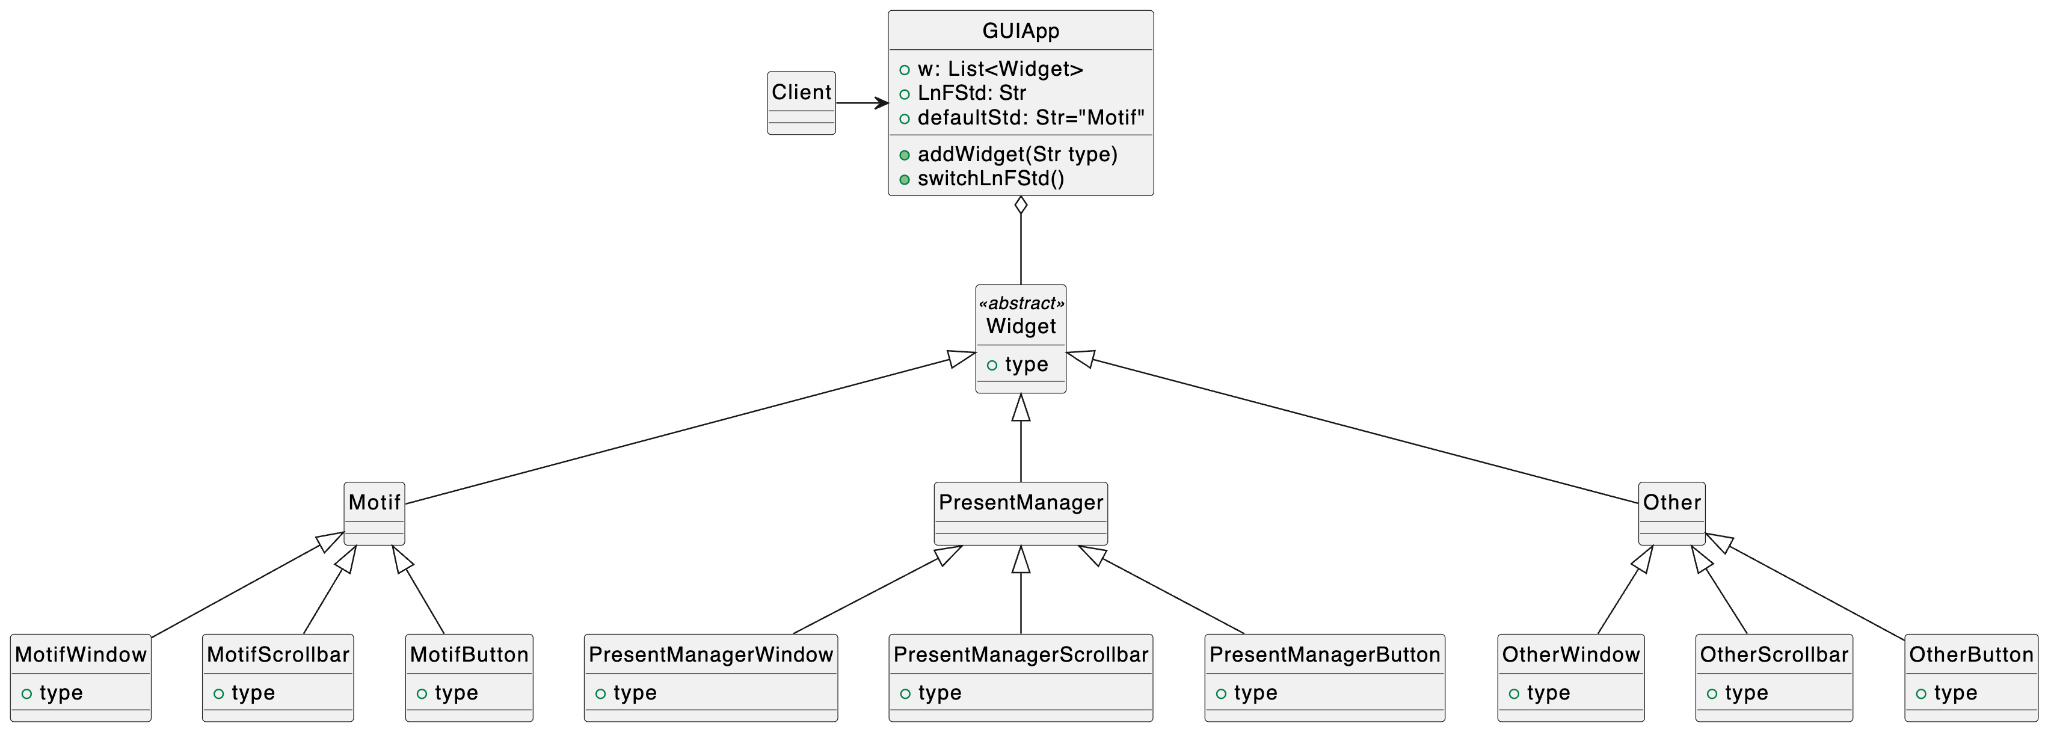 GUIApp
w: List<Widget>
LnFStd: Str
defaultStd: Str="Motif"
addWidget(Str type)
switchLnFStd()
Client
«abstract»
Widget
type
Motif
PresentManager
Other
MotifWindow
type
MotifScrollbar
type
MotifButton
type
PresentManagerWindow
type
PresentManagerScrollbar
type
PresentManagerButton
type
OtherWindow
type
OtherScrollbar
type
OtherButton
type